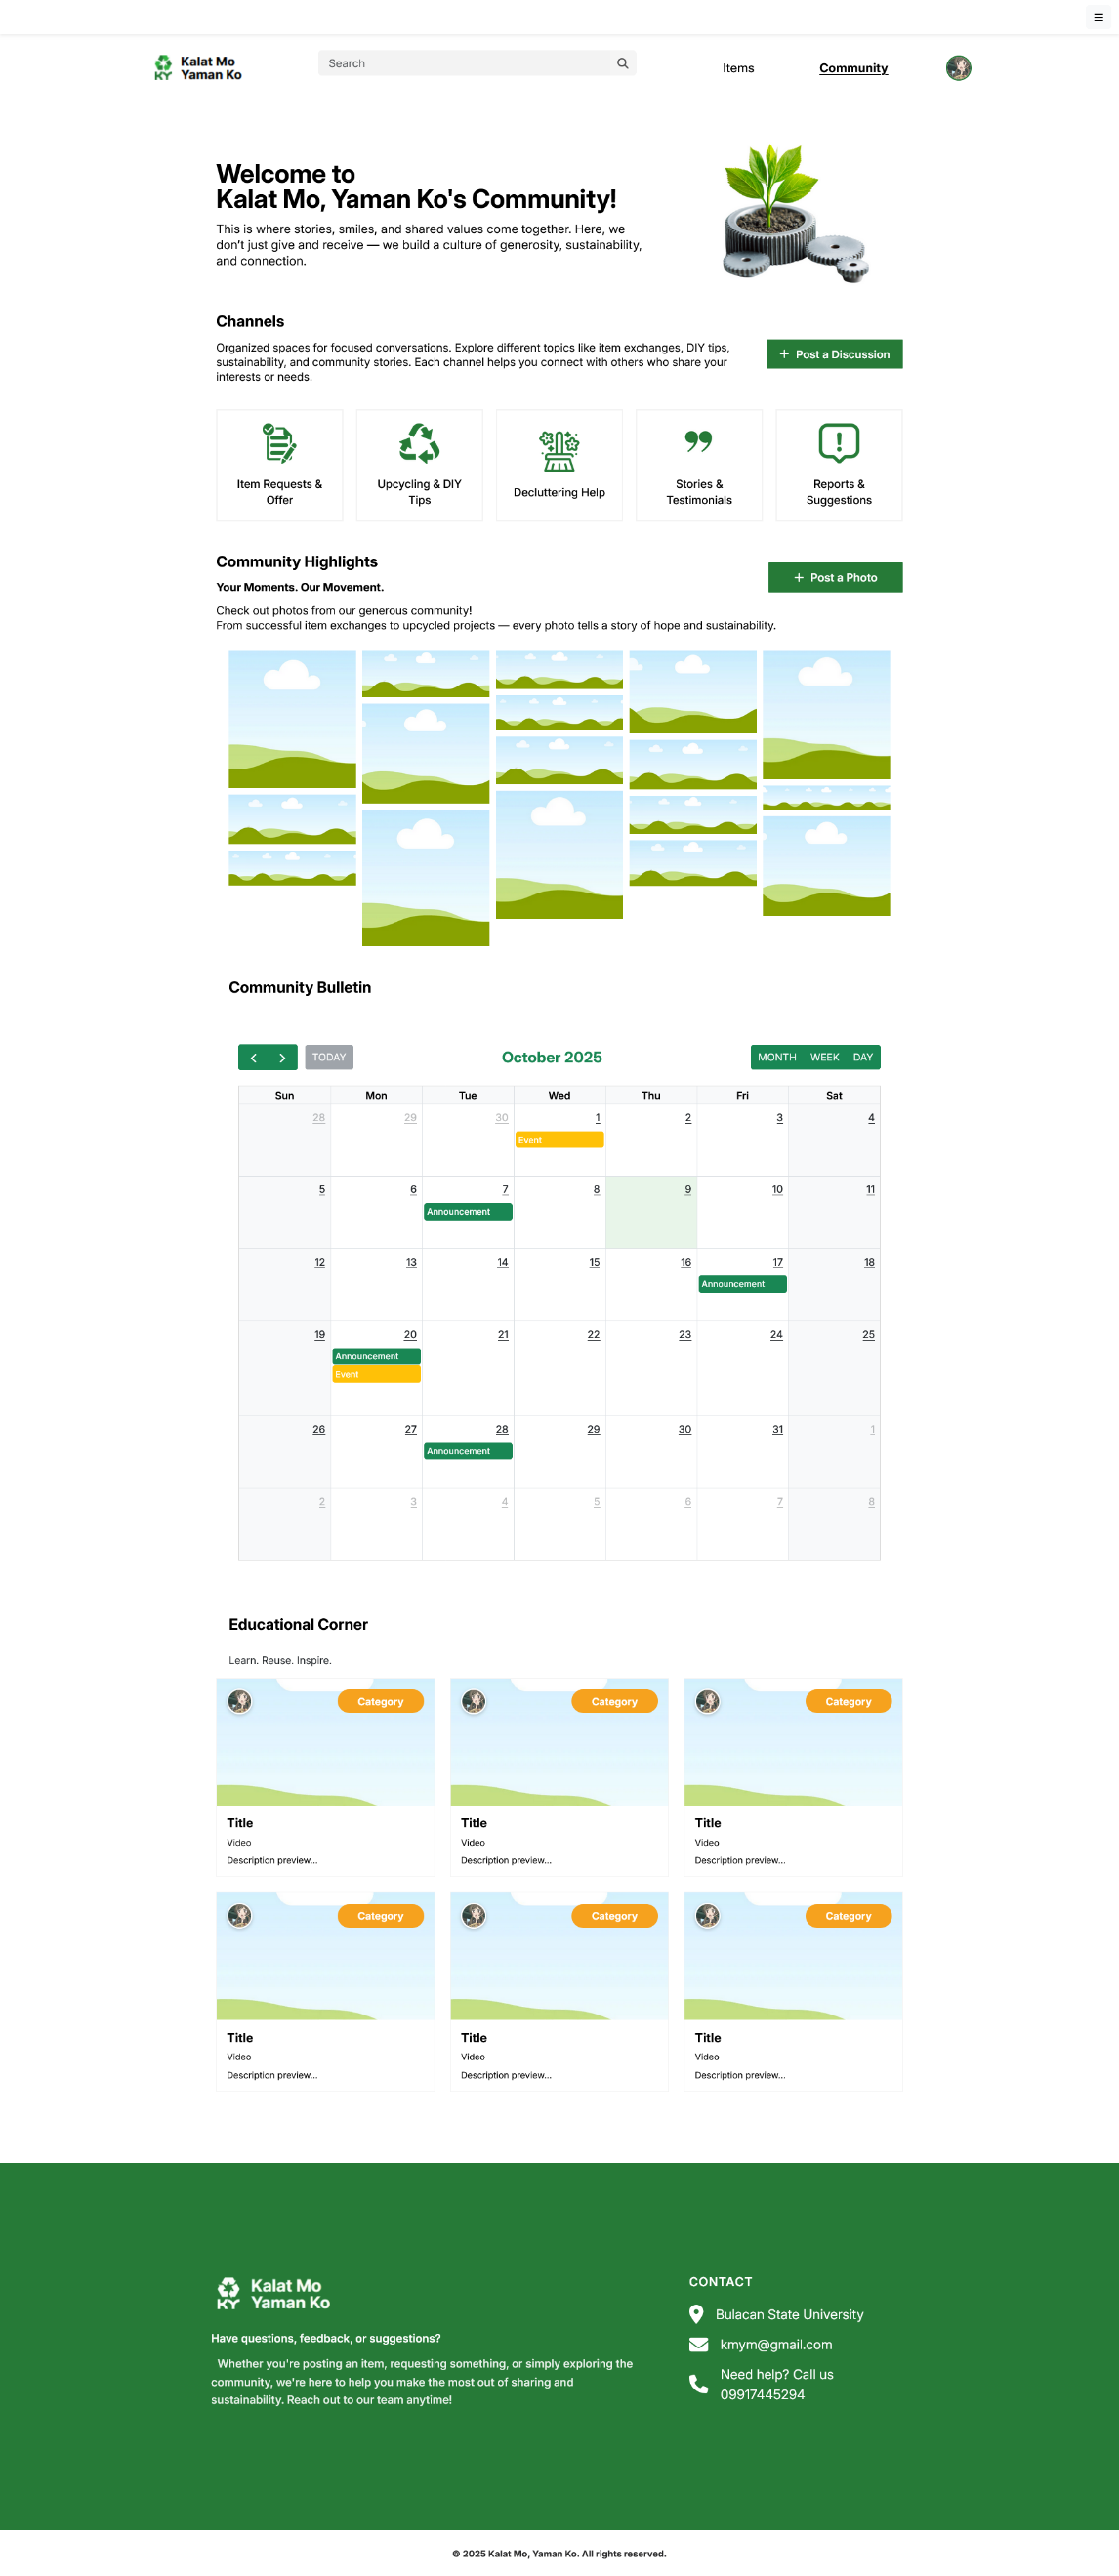 Kalat Mo
Yaman Ko
KY
Search
Items
Community
Welcome to
Kalat Mo, Yaman Ko's Community!
This is where stories, smiles, and shared values come together. Here, we
don't just give and receive — we build a culture of generosity, sustainability,
and connection.
Channels
Organized spaces for focused conversations. Explore different topics like item exchanges, DIY tips,
sustainability, and community stories. Each channel helps you connect with others who share your
interests or needs.
+ Post a Discussion
Item Requests &
Offer
Upcycling & DIY
Tips
Decluttering Help
Stories &
Testimonials
Reports &
Suggestions
Community Highlights
+ Post a Photo
Your Moments. Our Movement.
Check out photos from our generous community!
From successful item exchanges to upcycled projects — every photo tells a story of hope and sustainability.
Community Bulletin
TODAY
October 2025
MONTH WEEK DAY
Sun Mon Tue Wed Thu Fri Sat
28 29 30 1 2 3 4
Event
5 6 7 8 9 10 11
Announcement
12 13 14 15 16 17 18
Announcement
19 20 21 22 23 24 25
Announcement
Event
26 27 28 29 30 31 1
Announcement
2 3 4 5 6 7 8
Educational Corner
Learn. Reuse. Inspire.
Category
Title
Video
Description preview...
Category
Title
Video
Description preview...
Category
Title
Video
Description preview...
Category
Title
Video
Description preview...
Category
Title
Video
Description preview...
Category
Title
Video
Description preview...
Kalat Mo
Yaman Ko
KY
Have questions, feedback, or suggestions?
Whether you're posting an item, requesting something, or simply exploring the
community, we're here to help you make the most out of sharing and
sustainability. Reach out to our team anytime!
CONTACT
Bulacan State University
kmym@gmail.com
Need help? Call us
09917445294
© 2025 Kalat Mo, Yaman Ko. All rights reserved.